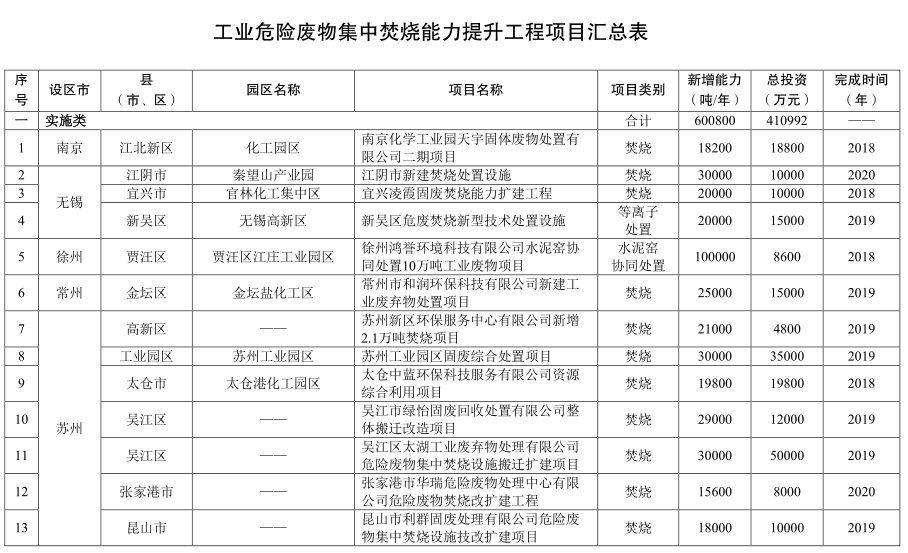 工业危险废物集中焚烧能力提升工程项目汇总表
序号 设区市 县（市、区） 园区名称 项目名称 项目类别 新增能力（吨/年） 总投资（万元） 完成时间（年）
一 实施类 合计 600800 410992 ——
1 南京 江北新区 化工园区 南京化学工业园天宇固体废物处置有限公司二期项目 焚烧 18200 18800 2018
2 无锡 江阴市 秦望山产业园 江阴市新建焚烧处置设施 焚烧 30000 10000 2020
3 宜兴市 官林化工集中区 宜兴凌霞固废焚烧能力扩建工程 焚烧 20000 10000 2018
4 新吴区 无锡高新区 新吴区危废焚烧新型技术处置设施 等离子处置 20000 15000 2019
5 徐州 贾汪区 贾汪区江庄工业园区 徐州鸿誉环境科技有限公司水泥窑协同处置10万吨工业废物项目 水泥窑协同处置 100000 8600 2018
6 常州 金坛区 金坛盐化工区 常州市和润环保科技有限公司新建工业废弃物处置项目 焚烧 25000 15000 2019
7 苏州 高新区 —— 苏州新区环保服务中心有限公司新增2.1万吨焚烧项目 焚烧 21000 4800 2019
8 工业园区 苏州工业园区 苏州工业园区固废综合处置项目 焚烧 30000 35000 2019
9 太仓市 太仓港化工园区 太仓中蓝环保科技服务有限公司资源综合利用项目 焚烧 19800 19800 2018
10 吴江区 —— 吴江市绿怡固废回收处置有限公司整体搬迁改造项目 焚烧 29000 12000 2019
11 吴江区 —— 吴江区太湖工业废弃物处理有限公司危险废物集中焚烧设施搬迁扩建项目 焚烧 30000 50000 2019
12 张家港市 —— 张家港市华瑞危险废物处理中心有限公司危险废物焚烧改扩建工程 焚烧 15600 8000 2020
13 昆山市 —— 昆山市利群固废处理有限公司危险废物集中焚烧设施技改扩建项目 焚烧 18000 10000 2019